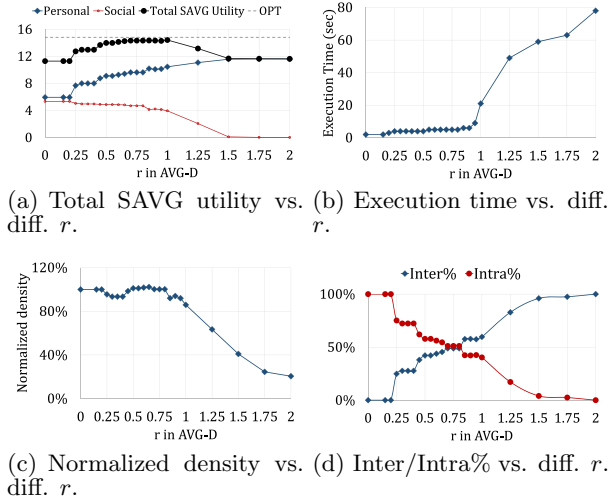 Personal Social Total SAVG Utility OPT
16
12
8
4
0
0 0.25 0.5 0.75 1 1.25 1.5 1.75 2
r in AVG-D
Execution Time (sec)
80
60
40
20
0
0 0.25 0.5 0.75 1 1.25 1.5 1.75 2
r in AVG-D
(a) Total SAVG utility vs. diff. r.
(b) Execution time vs. diff. r.
Normalized density
120%
80%
40%
0%
0 0.25 0.5 0.75 1 1.25 1.5 1.75 2
r in AVG-D
Inter% Intra%
100%
50%
0%
0 0.25 0.5 0.75 1 1.25 1.5 1.75 2
r in AVG-D
(c) Normalized density vs. diff. r.
(d) Inter/Intra% vs. diff. r.